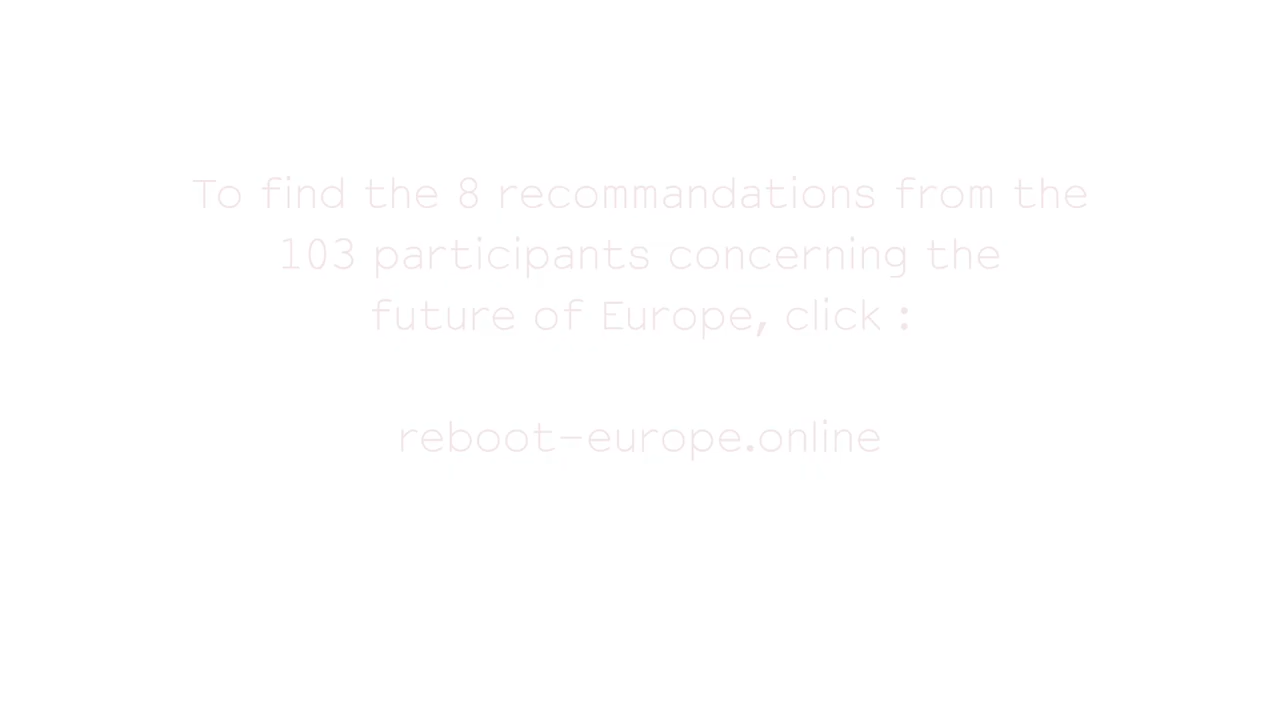 To find the 8 recommandations from the
103 participants concerning the
future of Europe, click :
reboot-europe.online